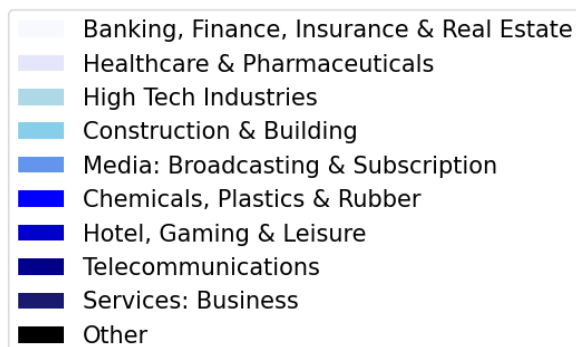 Banking, Finance, Insurance & Real Estate
Healthcare & Pharmaceuticals
High Tech Industries
Construction & Building
Media: Broadcasting & Subscription
Chemicals, Plastics & Rubber
Hotel, Gaming & Leisure
Telecommunications
Services: Business
Other